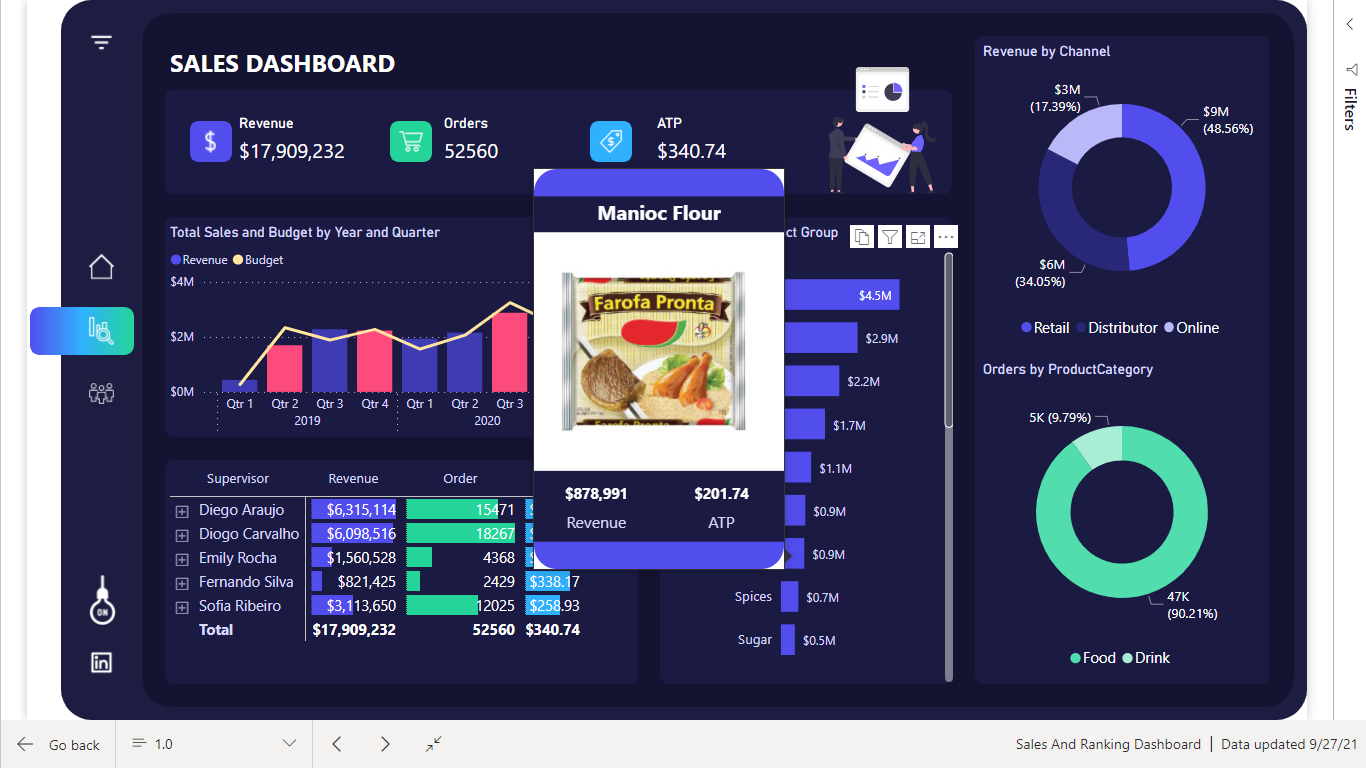 SALES DASHBOARD
Revenue
$17,909,232
Orders
52560
ATP
$340.74
Revenue by Channel
$3M
(17.39%)
$9M
(48.56%)
$6M
(34.05%)
Retail Distributor Online
Filters
Total Sales and Budget by Year and Quarter
Revenue Budget
$4M
$2M
$0M
Qtr 1 Qtr 2 Qtr 3 Qtr 4 Qtr 1 Qtr 2 Qtr 3
2019 2020
Manioc Flour
Farofa Pronta
Farofa Pronta
$878,991 $201.74
Revenue ATP
ct Group
$4.5M
$2.9M
$2.2M
$1.7M
$1.1M
$0.9M
$0.9M
Spices $0.7M
Sugar $0.5M
Orders by ProductCategory
5K (9.79%)
47K
(90.21%)
Food Drink
Supervisor Revenue Order
Diego Araujo $6,315,114 15471
Diogo Carvalho $6,098,516 18267
Emily Rocha $1,560,528 4368
Fernando Silva $821,425 2429 $338.17
Sofia Ribeiro $3,113,650 12025 $258.93
Total $17,909,232 52560 $340.74
ON
in
Go back
1.0
Sales And Ranking Dashboard | Data updated 9/27/21